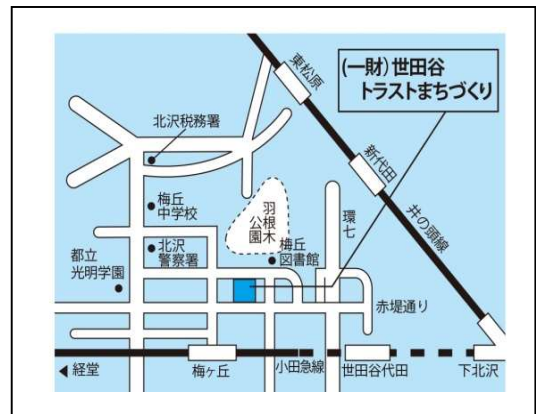 (一財)世田谷
トラストまちづくり
東松原
北沢税務署
新代田
梅丘
中学校
羽根木
公園
環七
井の頭線
北沢
警察署
梅丘
図書館
都立
光明学園
赤堤通り
◀ 経堂
梅ヶ丘
小田急線
世田谷代田
下北沢